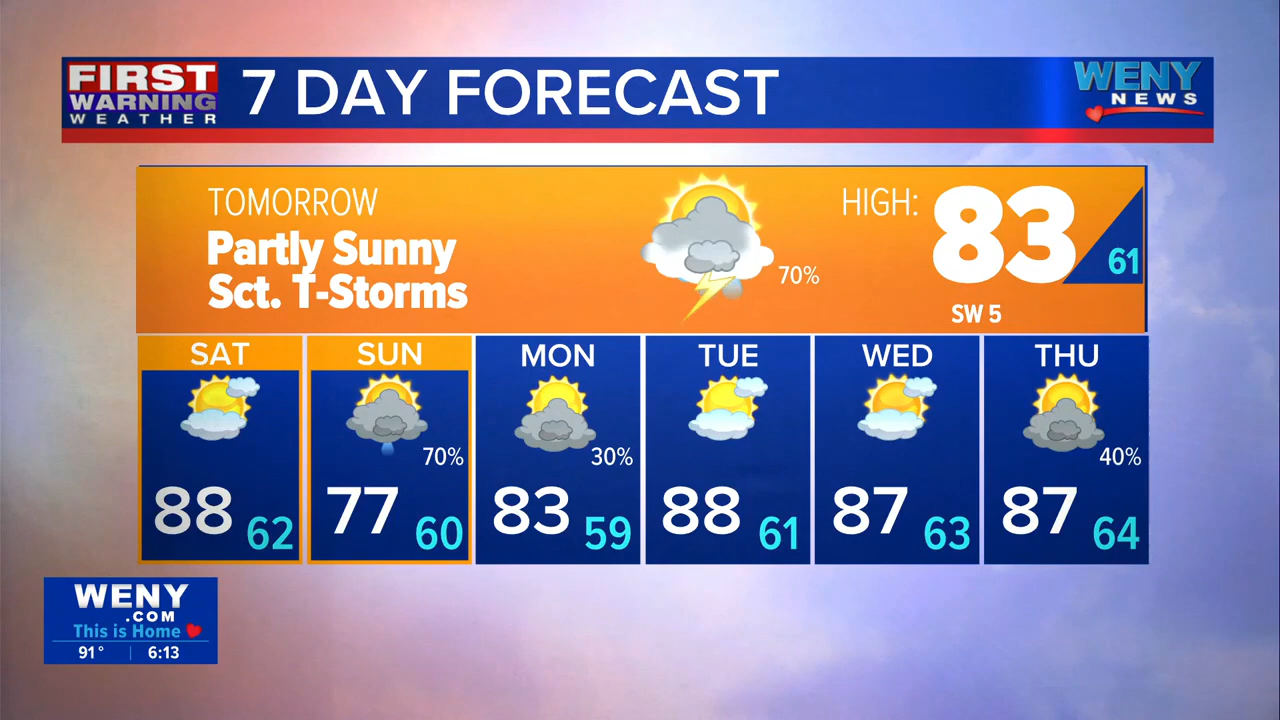 FIRST
WARNING
WEATHER
7 DAY FORECAST
WENY
NEWS
TOMORROW
Partly Sunny
Sct. T-Storms
70%
HIGH:
83
61
SW 5
SAT
88 62
SUN
70%
77 60
MON
30%
83 59
TUE
88 61
WED
87 63
THU
40%
87 64
WENY
.COM
This is Home
91° | 6:13